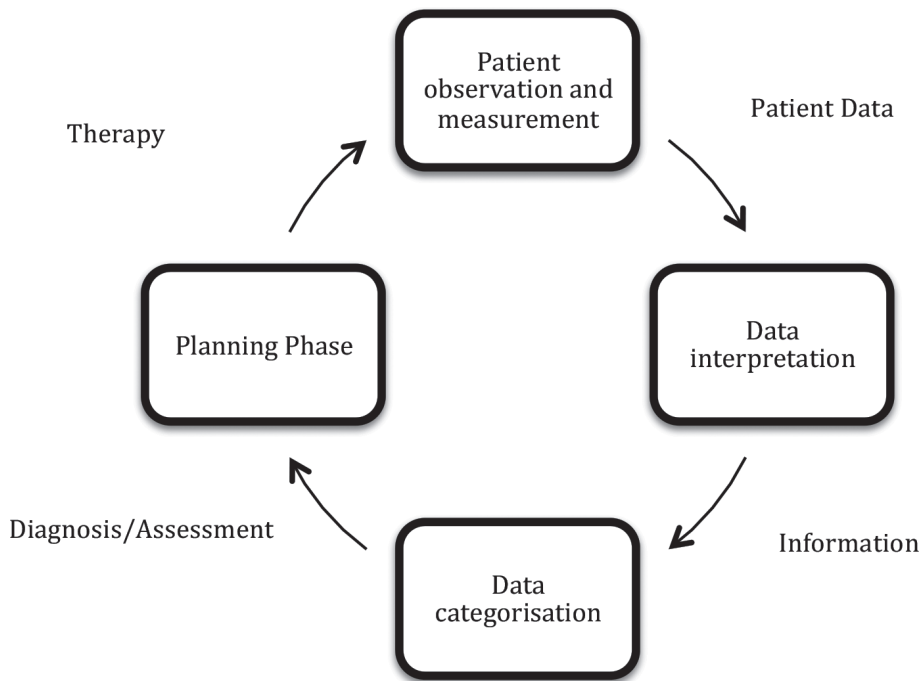 Patient
observation and
measurement
Patient Data
Therapy
Data
interpretation
Planning Phase
Information
Diagnosis/Assessment
Data
categorisation